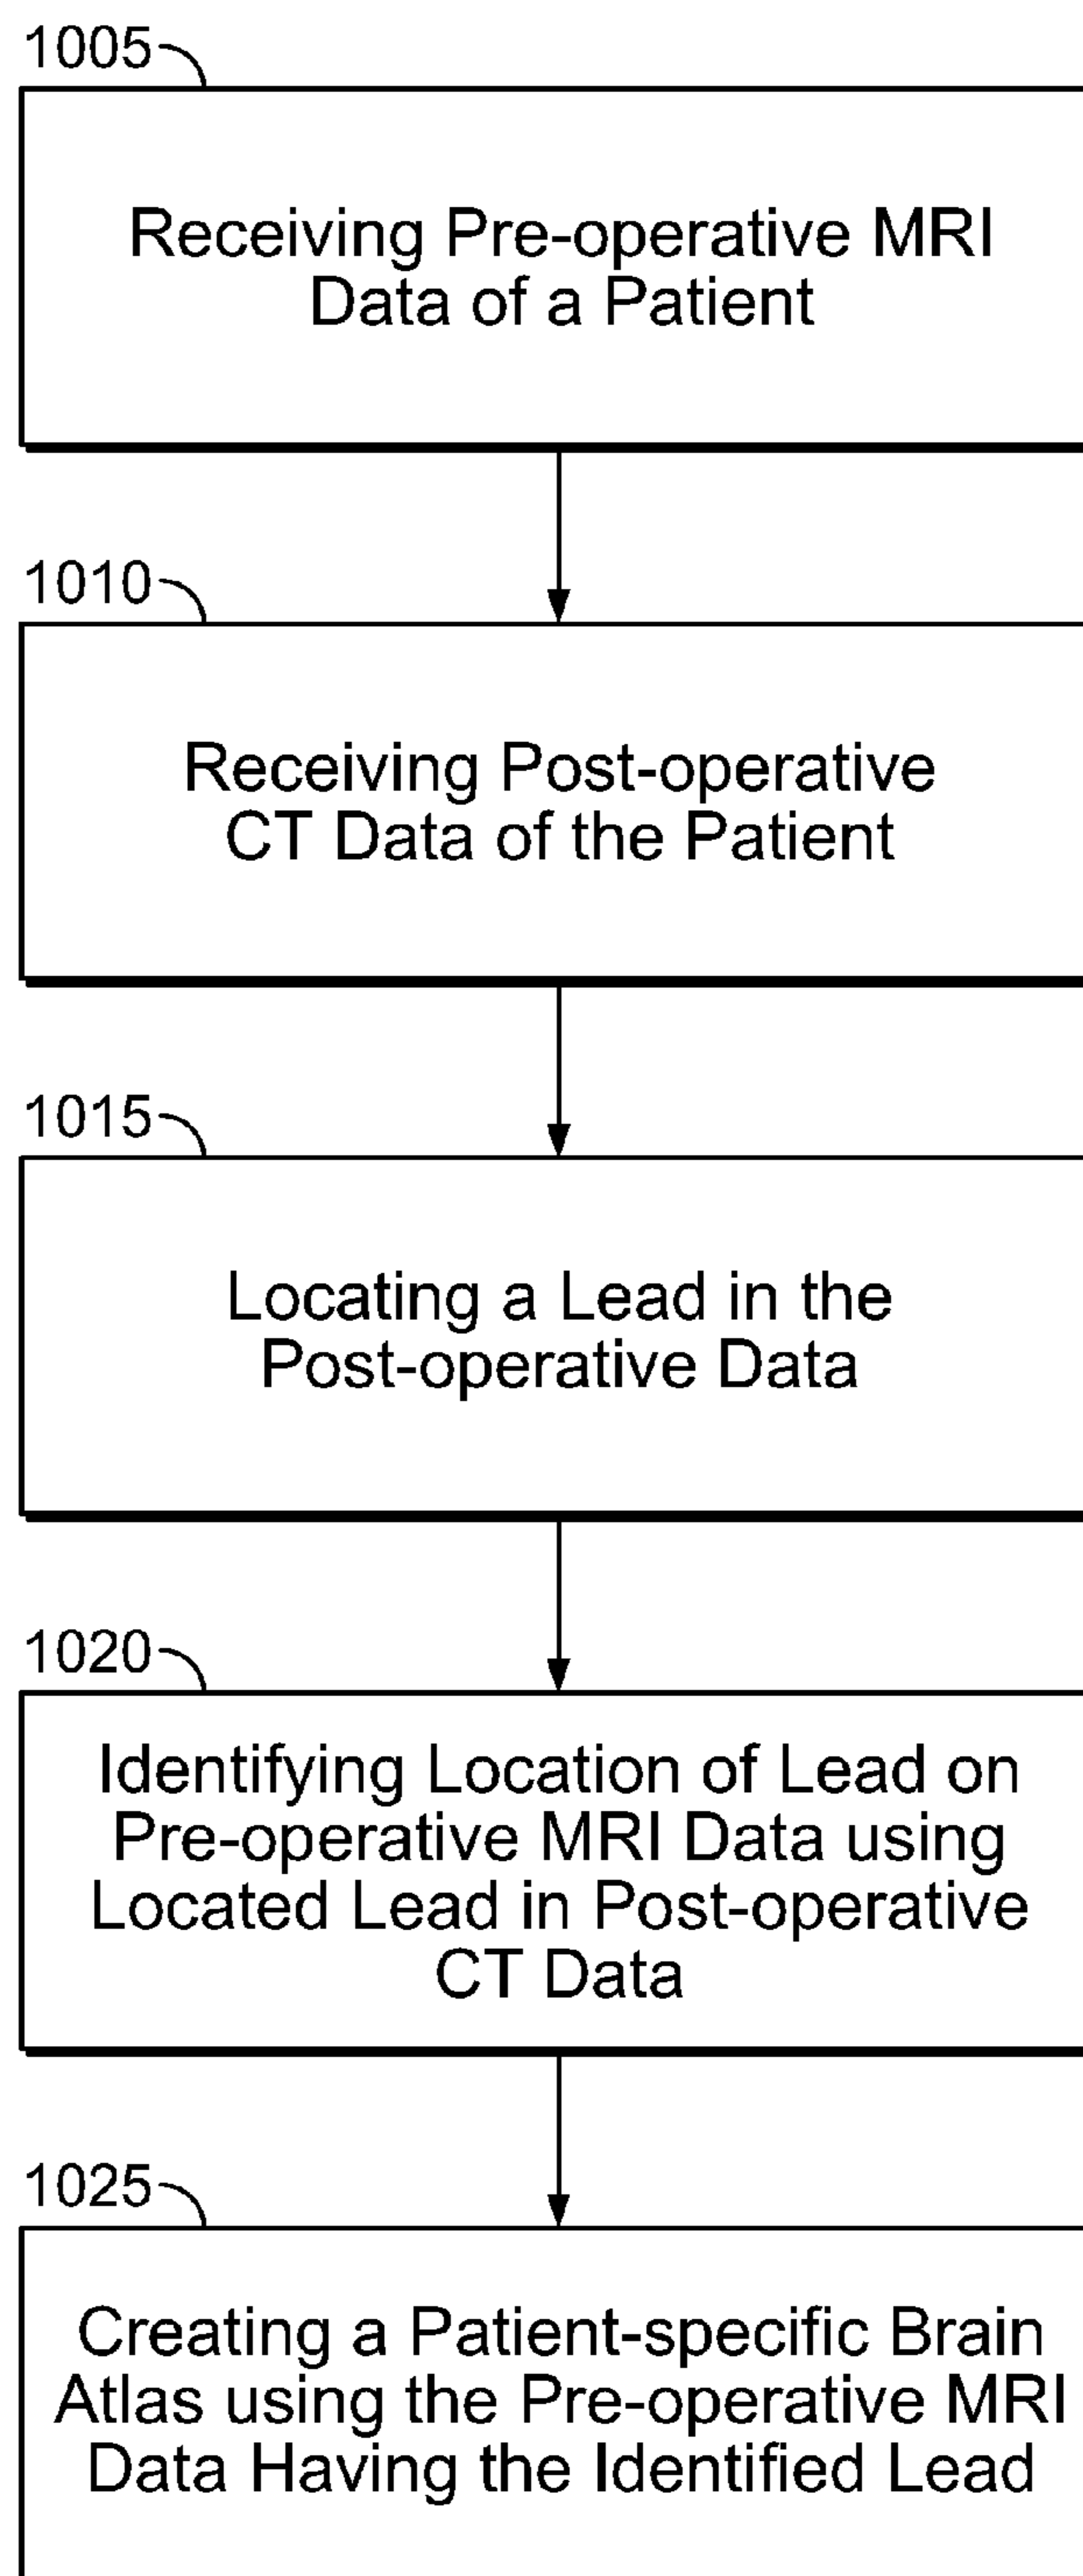 1005
Receiving Pre-operative MRI
Data of a Patient
1010
Receiving Post-operative
CT Data of the Patient
1015
Locating a Lead in the
Post-operative Data
1020
Identifying Location of Lead on
Pre-operative MRI Data using
Located Lead in Post-operative
CT Data
1025
Creating a Patient-specific Brain
Atlas using the Pre-operative MRI
Data Having the Identified Lead